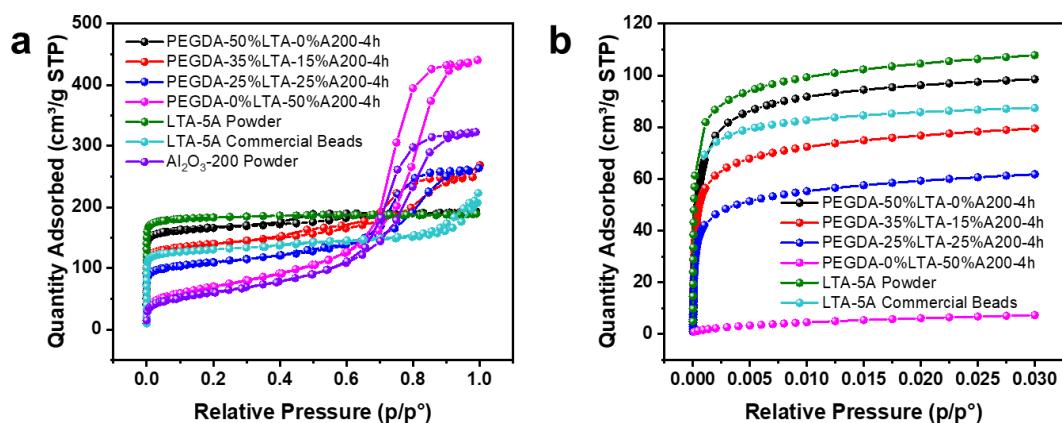 a
Quantity Adsorbed (cm³/g STP)
500
400
300
200
100
0
PEGDA-50%LTA-0%A200-4h
PEGDA-35%LTA-15%A200-4h
PEGDA-25%LTA-25%A200-4h
PEGDA-0%LTA-50%A200-4h
LTA-5A Powder
LTA-5A Commercial Beads
Al₂O₃-200 Powder
0.0 0.2 0.4 0.6 0.8 1.0
Relative Pressure (p/p°)
b
Quantity Adsorbed (cm³/g STP)
120
100
80
60
40
20
0
PEGDA-50%LTA-0%A200-4h
PEGDA-35%LTA-15%A200-4h
PEGDA-25%LTA-25%A200-4h
PEGDA-0%LTA-50%A200-4h
LTA-5A Powder
LTA-5A Commercial Beads
0.000 0.005 0.010 0.015 0.020 0.025 0.030
Relative Pressure (p/p°)